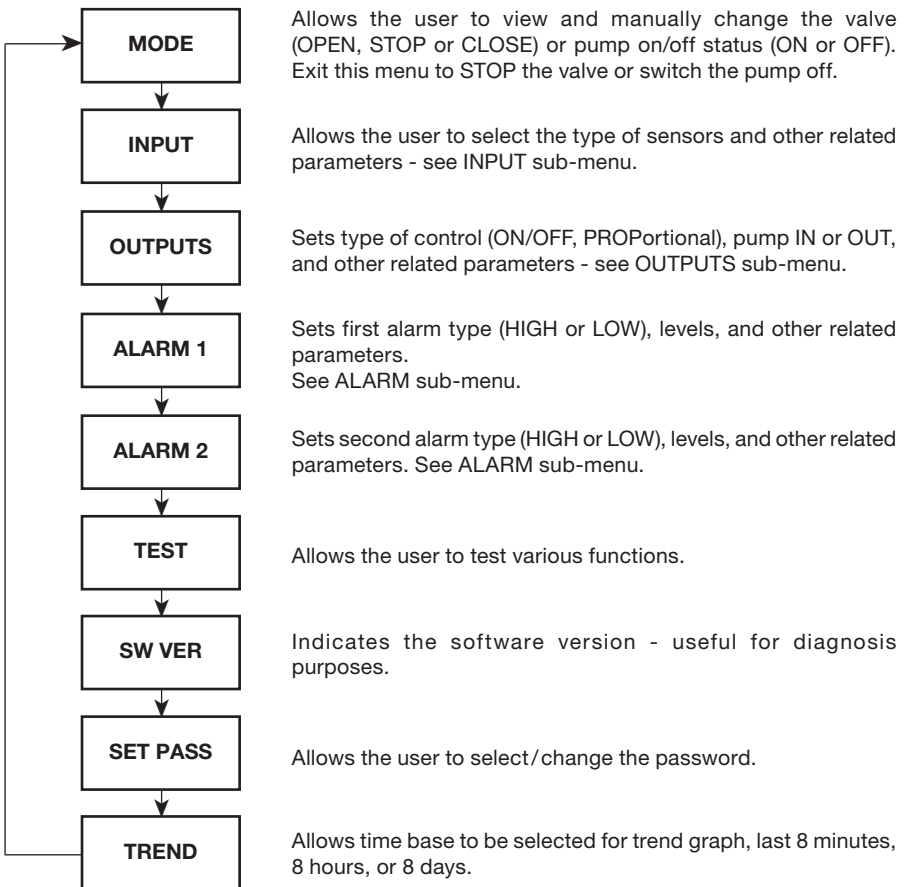 MODE
Allows the user to view and manually change the valve
(OPEN, STOP or CLOSE) or pump on/off status (ON or OFF).
Exit this menu to STOP the valve or switch the pump off.
INPUT
Allows the user to select the type of sensors and other related
parameters - see INPUT sub-menu.
OUTPUTS
Sets type of control (ON/OFF, PROPortional), pump IN or OUT,
and other related parameters - see OUTPUTS sub-menu.
ALARM 1
Sets first alarm type (HIGH or LOW), levels, and other related
parameters.
See ALARM sub-menu.
ALARM 2
Sets second alarm type (HIGH or LOW), levels, and other related
parameters. See ALARM sub-menu.
TEST
Allows the user to test various functions.
SW VER
Indicates the software version - useful for diagnosis
purposes.
SET PASS
Allows the user to select/change the password.
TREND
Allows time base to be selected for trend graph, last 8 minutes,
8 hours, or 8 days.